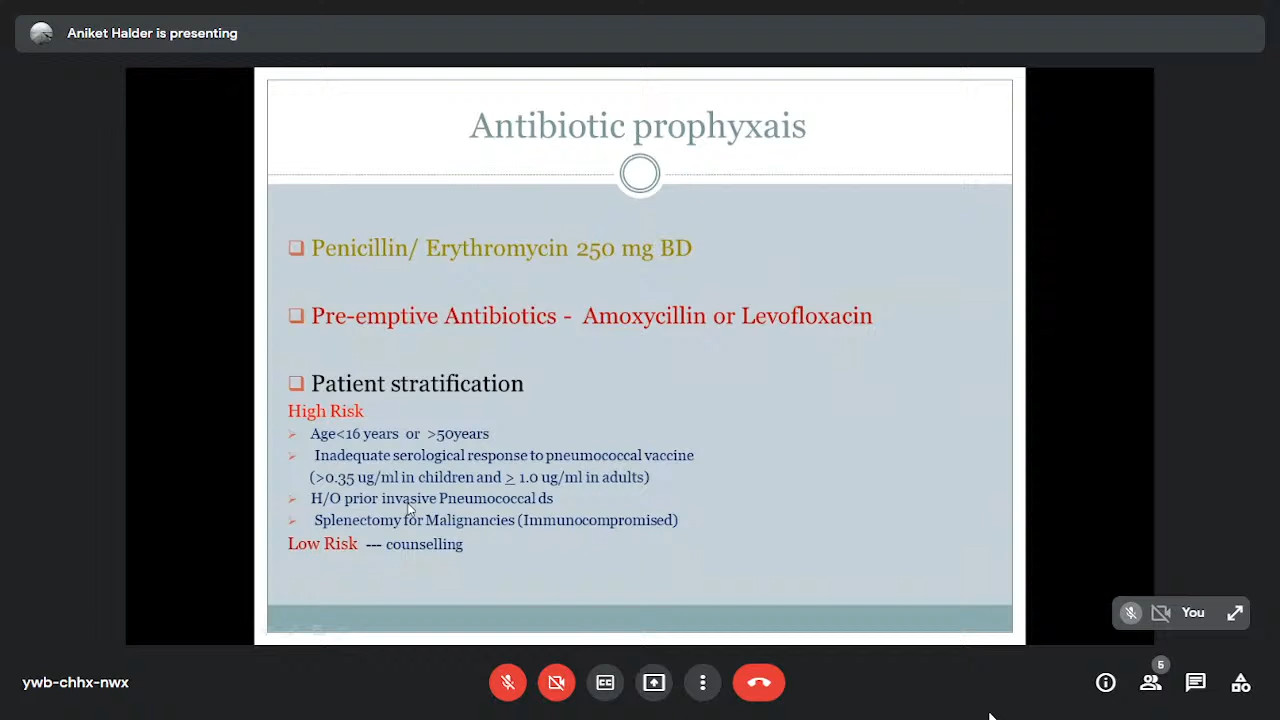 Aniket Halder is presenting
Antibiotic prophyxais
Penicillin/ Erythromycin 250 mg BD
Pre-emptive Antibiotics - Amoxycillin or Levofloxacin
Patient stratification
High Risk
Age<16 years or >50years
Inadequate serological response to pneumococcal vaccine
(>0.35 ug/ml in children and ≥ 1.0 ug/ml in adults)
H/O prior invasive Pneumococcal ds
Splenectomy for Malignancies (Immunocompromised)
Low Risk --- counselling
You
5
ywb-chhx-nwx
CC